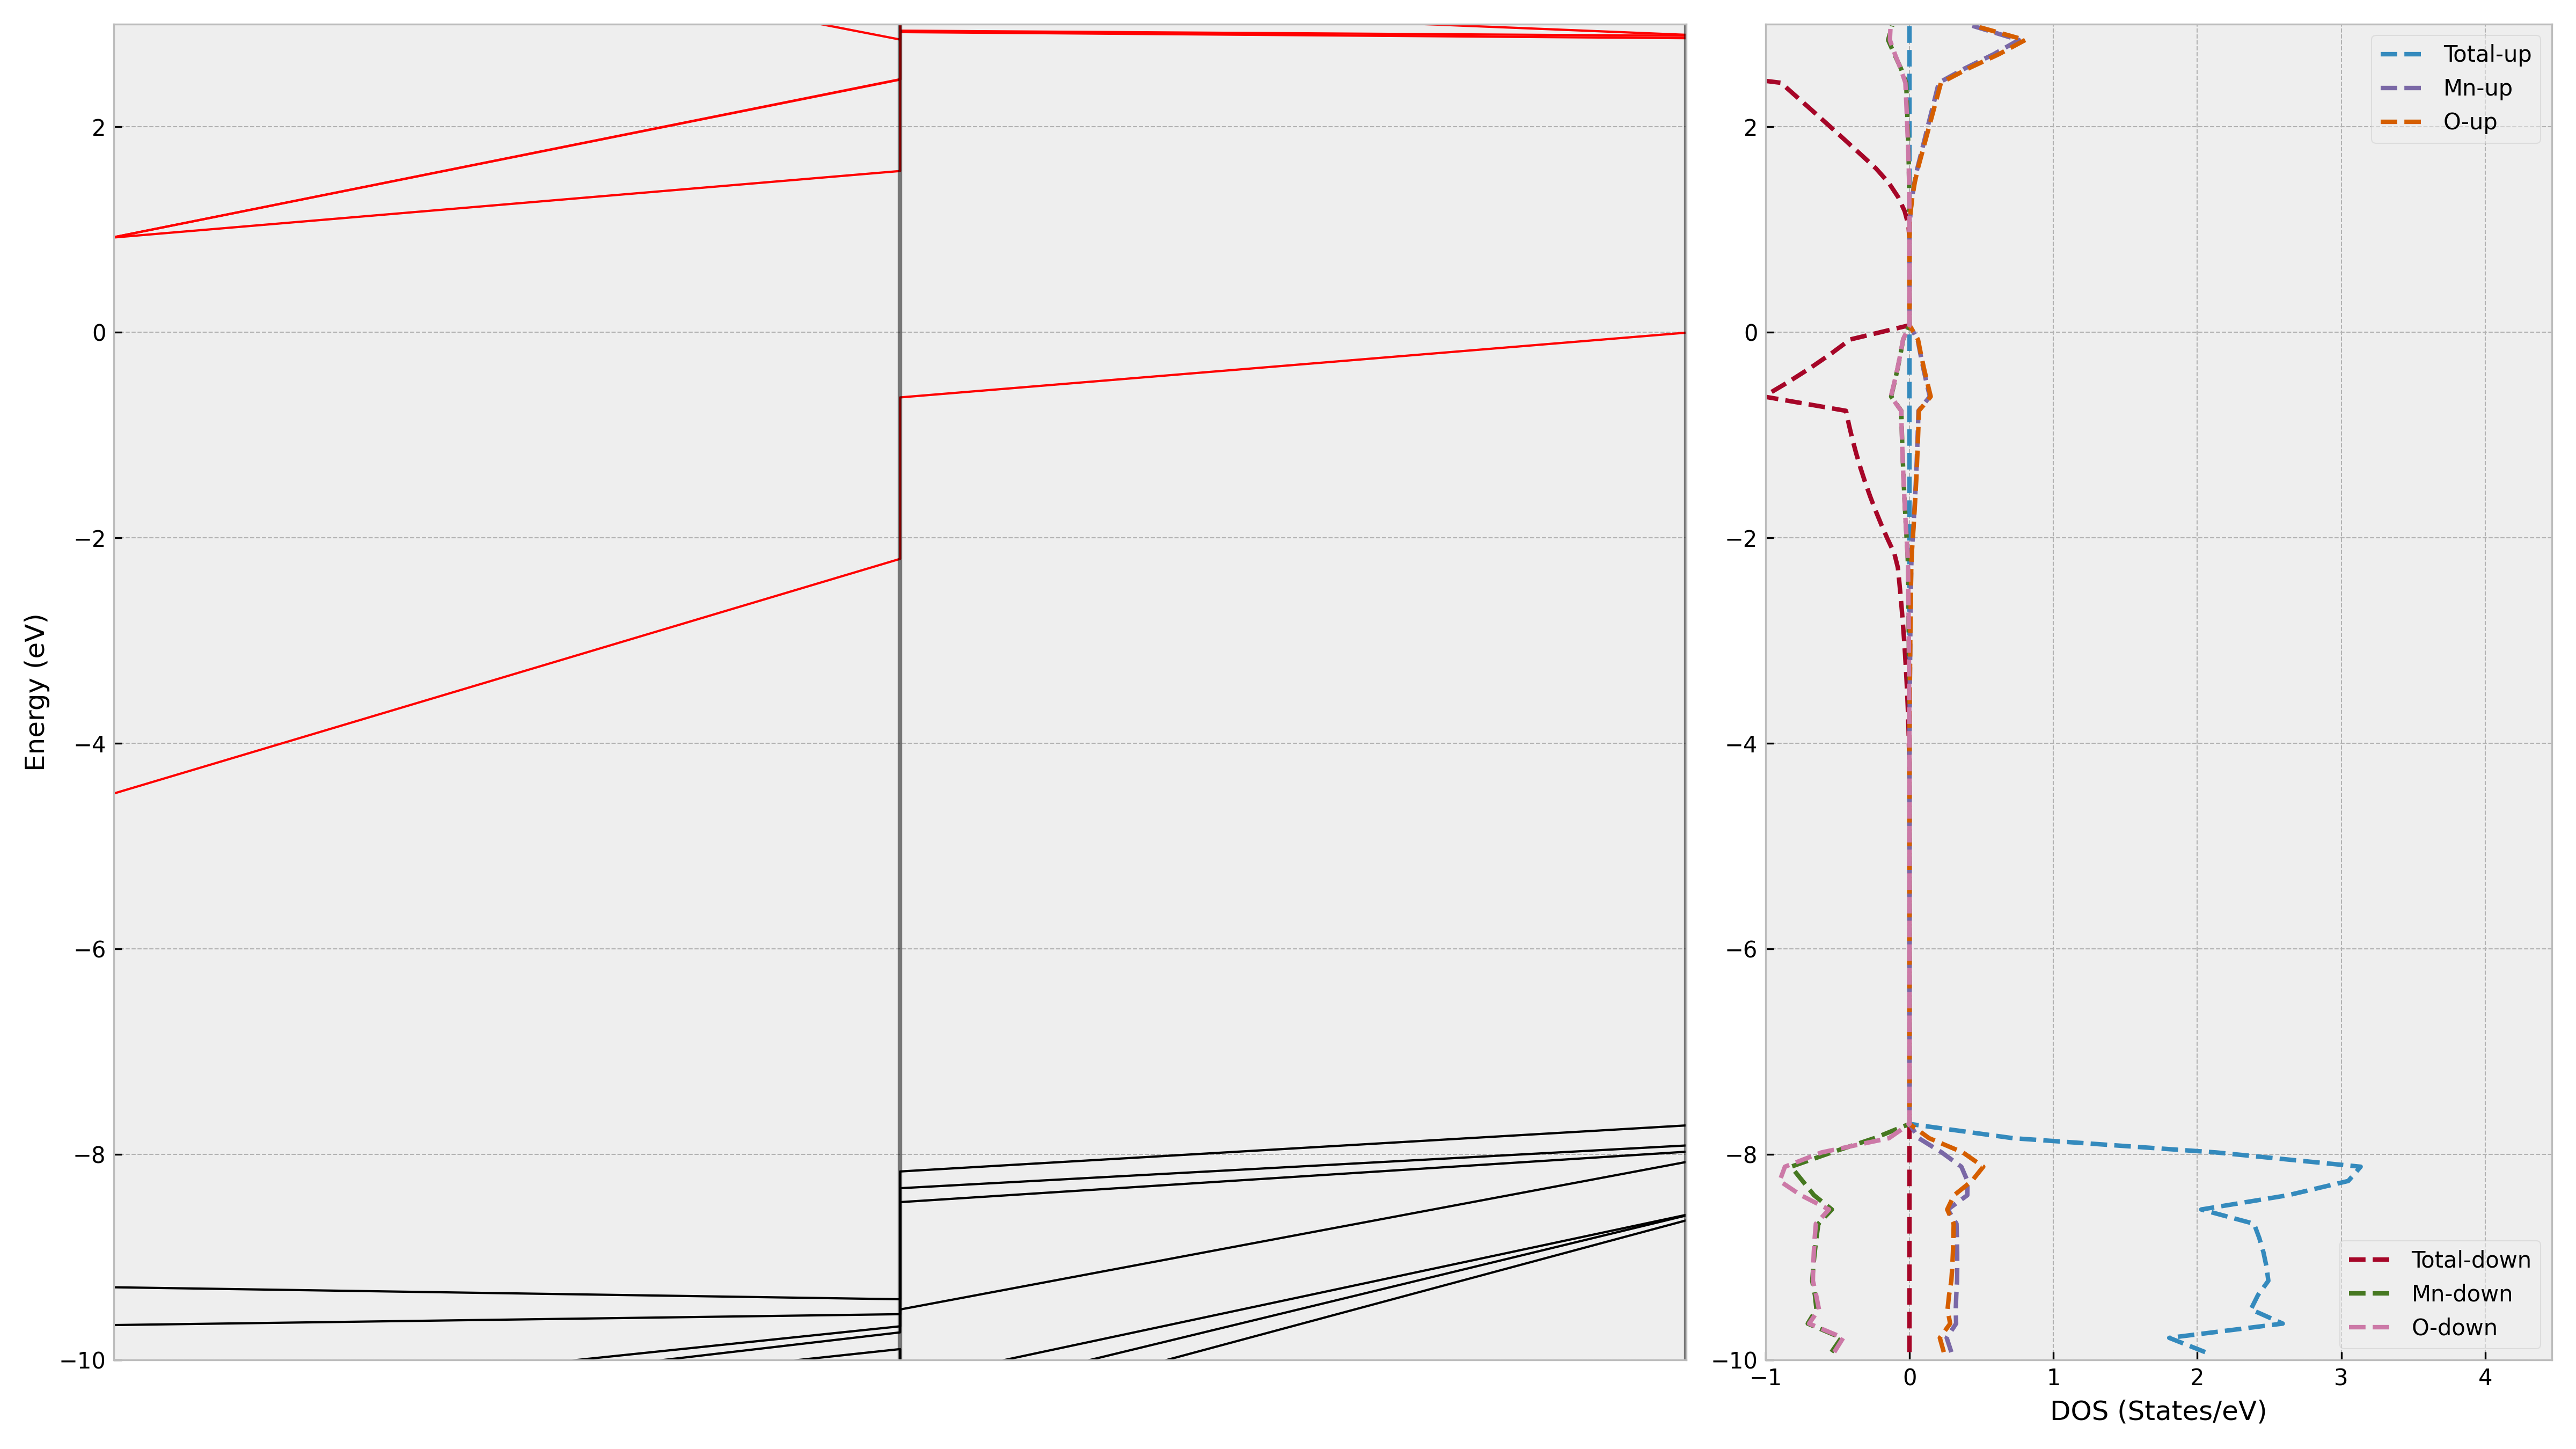 Energy (eV)
2
0
−2
−4
−6
−8
−10
2
0
−2
−4
−6
−8
−10
Total-up
Mn-up
O-up
Total-down
Mn-down
O-down
−1 0 1 2 3 4
DOS (States/eV)